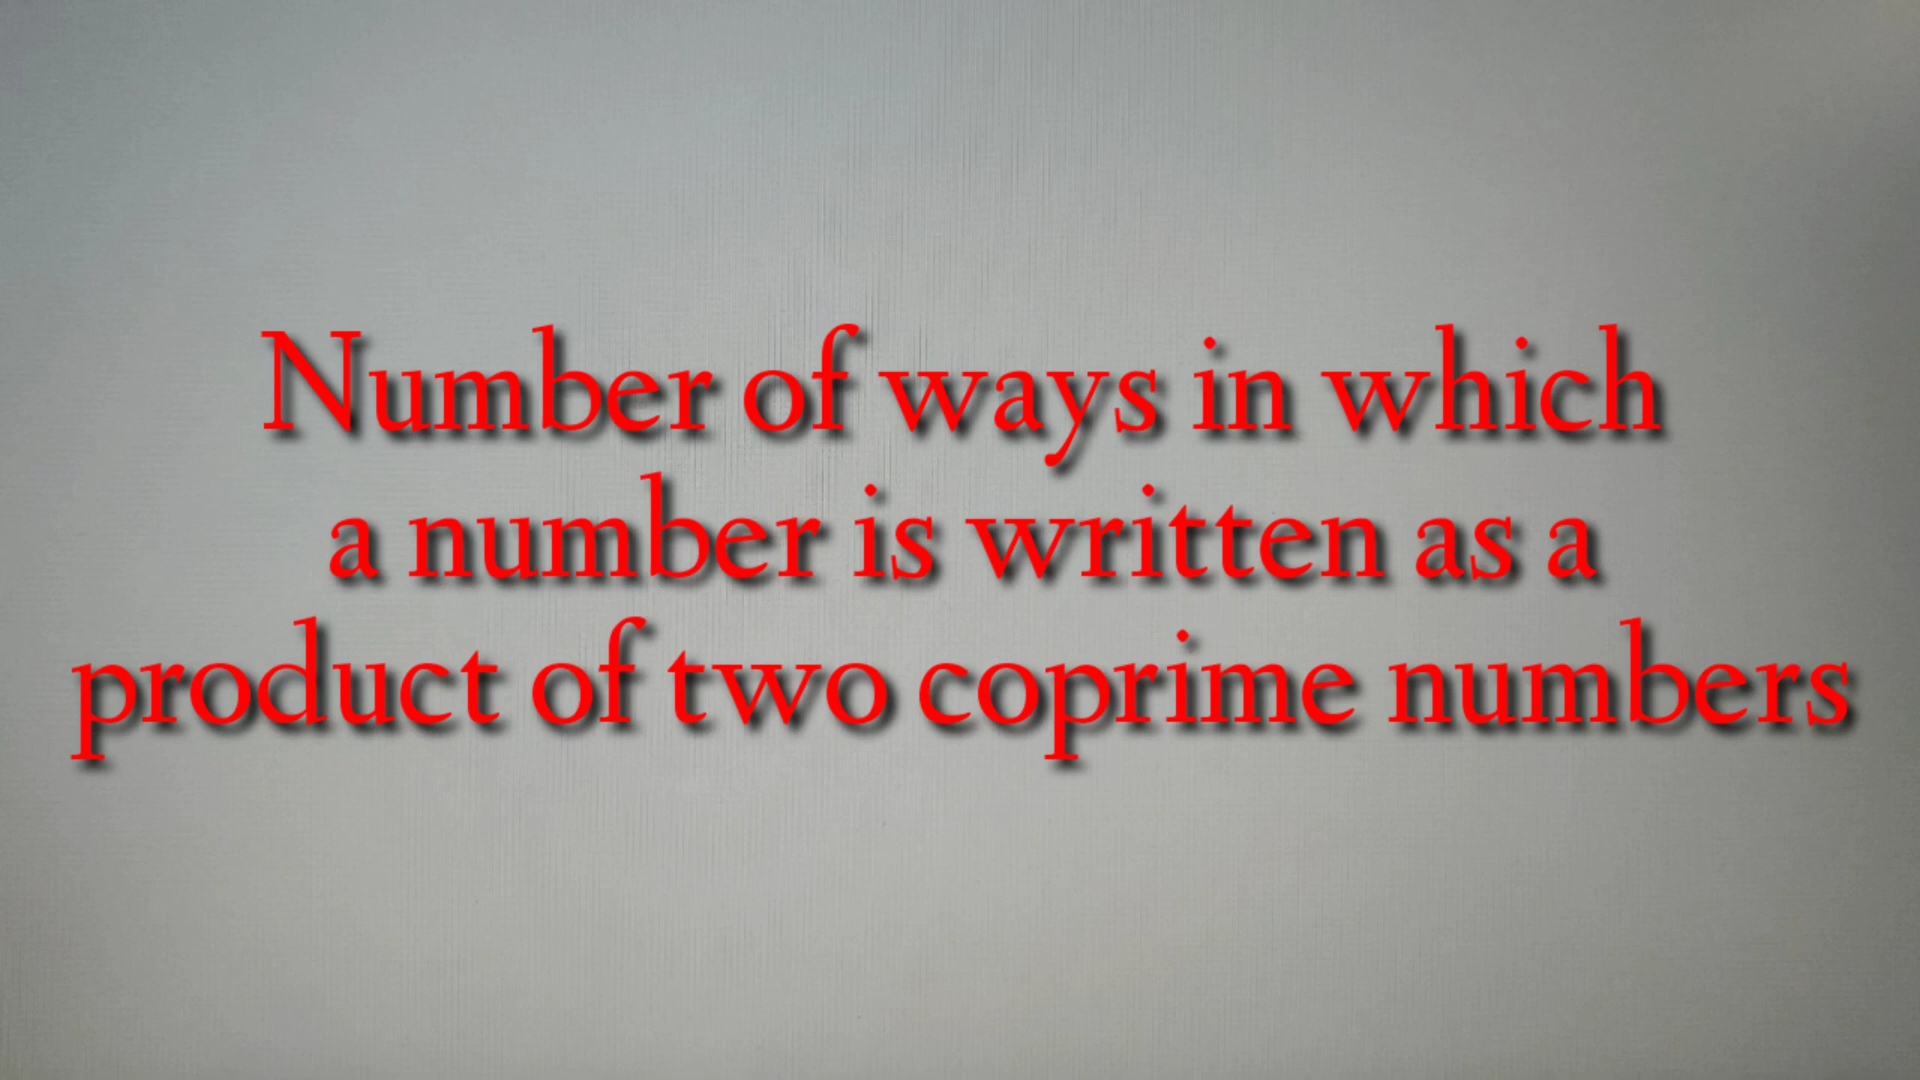 Number of ways in which
a number is written as a
product of two coprime numbers